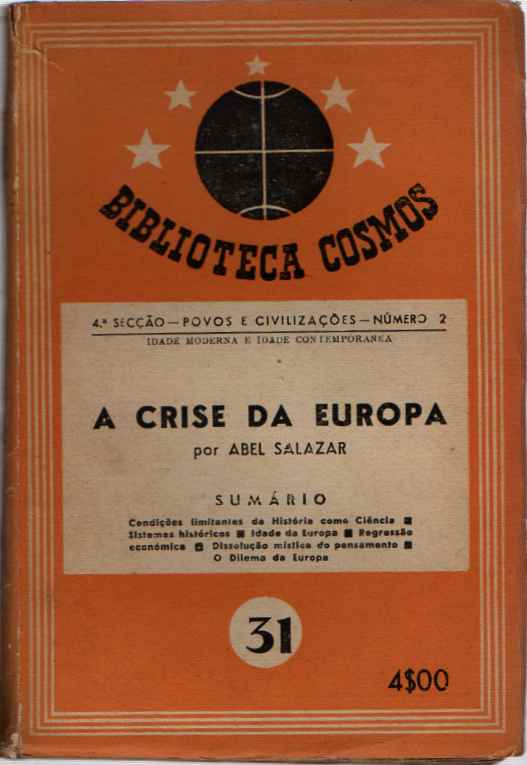 BIBLIOTECA COSMOS
4.ª SECÇÃO — POVOS E CIVILIZAÇÕES — NÚMERO 2
IDADE MODERNA E IDADE CONTEMPORANEA
A CRISE DA EUROPA
por ABEL SALAZAR
SUMÁRIO
Condições limitantes da História como Ciência ■
Sistemas históricos ■ Idade da Europa ■ Regressão
económica ■ Dissolução mística do pensamento ■
O Dilema da Europa
31
4$00